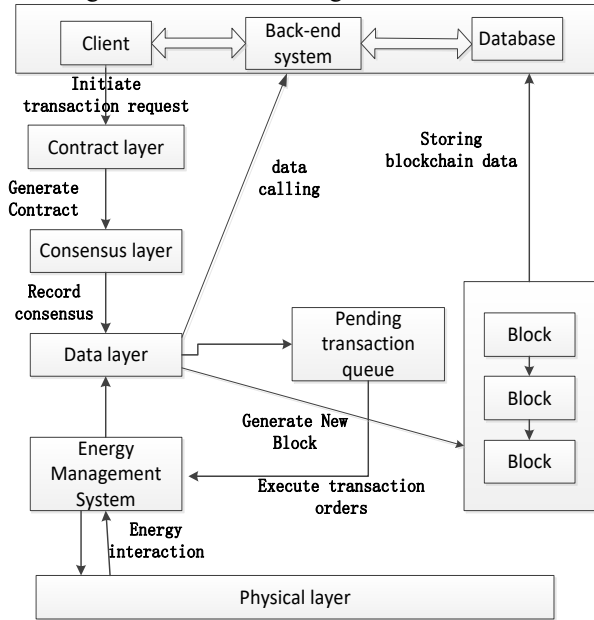 Client
Back-end
system
Database
Initiate
transaction request
Contract layer
Storing
blockchain data
data
calling
Generate
Contract
Consensus layer
Record
consensus
Pending
transaction
queue
Data layer
Block
Block
Block
Generate New
Block
Energy
Management
System
Execute transaction
orders
Energy
interaction
Physical layer